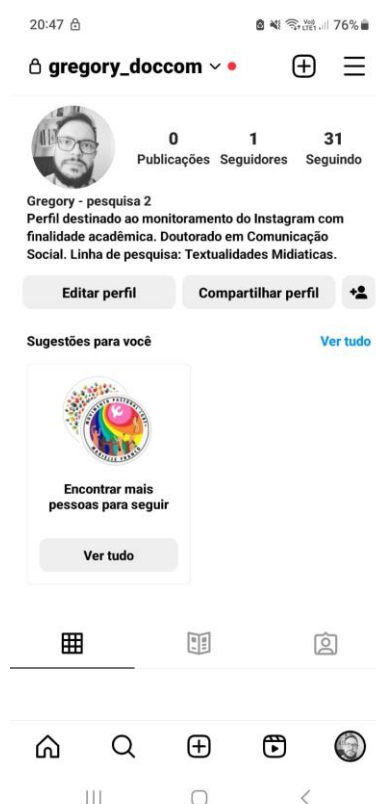 20:47 76%
gregory_doccom
0 1 31
Publicações Seguidores Seguindo
Gregory - pesquisa 2
Perfil destinado ao monitoramento do Instagram com
finalidade acadêmica. Doutorado em Comunicação
Social. Linha de pesquisa: Textualidades Midiaticas.
Editar perfil Compartilhar perfil
Sugestões para você Ver tudo
Encontrar mais
pessoas para seguir
Ver tudo